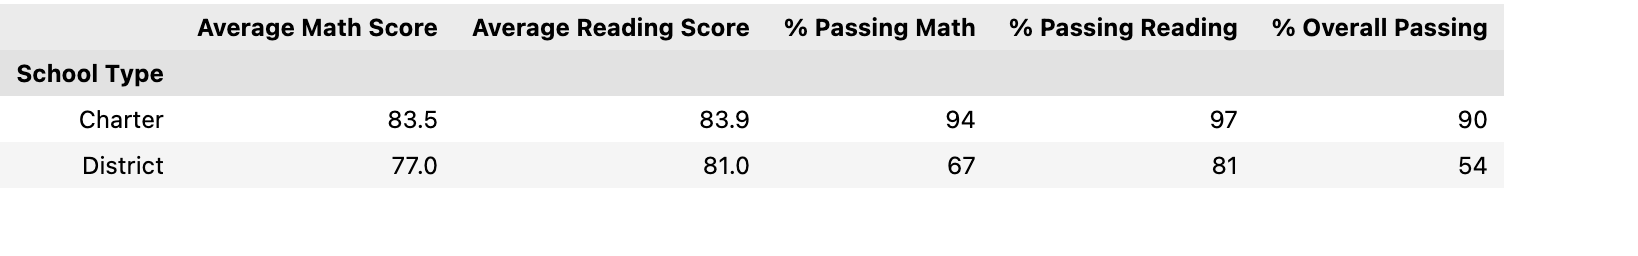 Average Math Score Average Reading Score % Passing Math % Passing Reading % Overall Passing
School Type
Charter 83.5 83.9 94 97 90
District 77.0 81.0 67 81 54